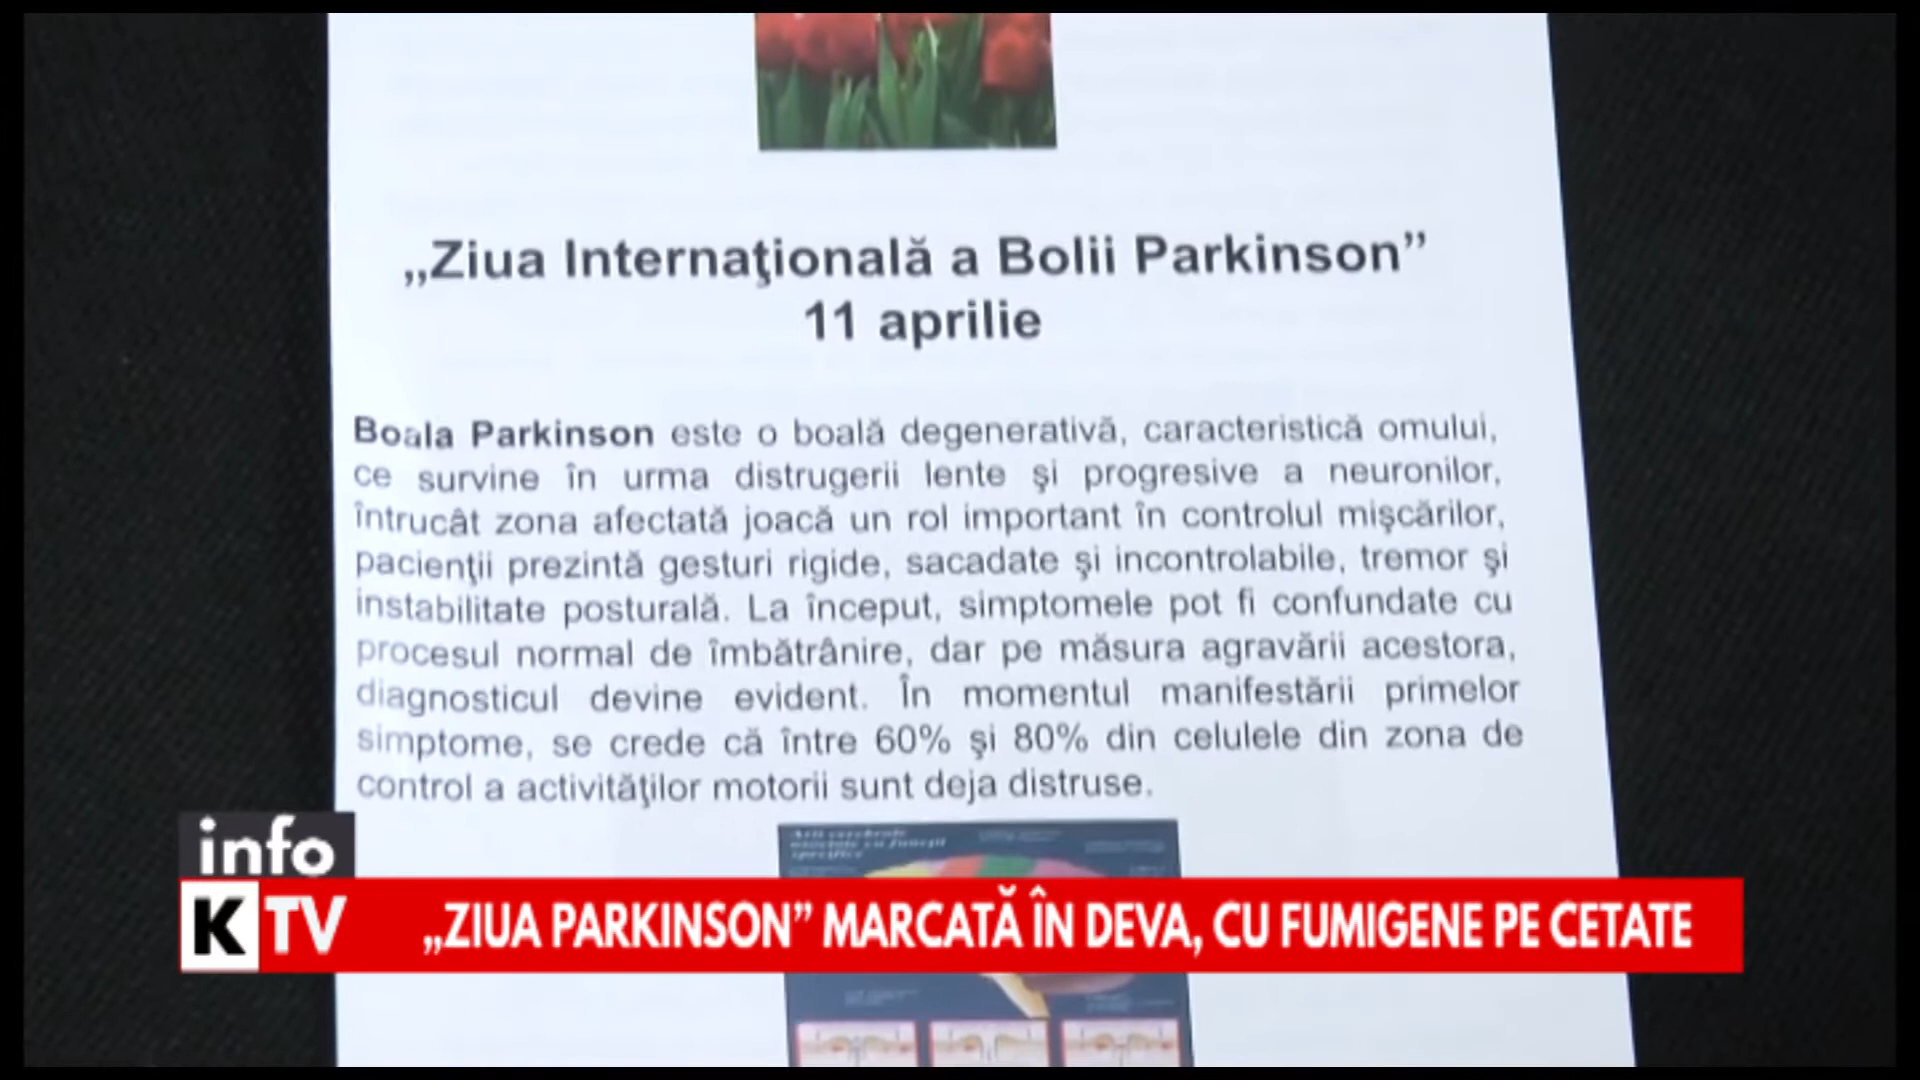 „Ziua Internaţională a Bolii Parkinson”
11 aprilie
Boala Parkinson este o boală degenerativă, caracteristică omului,
ce survine în urma distrugerii lente şi progresive a neuronilor,
întrucât zona afectată joacă un rol important în controlul mişcărilor,
pacienţii prezintă gesturi rigide, sacadate şi incontrolabile, tremor şi
instabilitate posturală. La început, simptomele pot fi confundate cu
procesul normal de îmbătrânire, dar pe măsura agravării acestora,
diagnosticul devine evident. În momentul manifestării primelor
simptome, se crede că între 60% şi 80% din celulele din zona de
control a activităţilor motorii sunt deja distruse.
info
K TV
„ZIUA PARKINSON” MARCATĂ ÎN DEVA, CU FUMIGENE PE CETATE